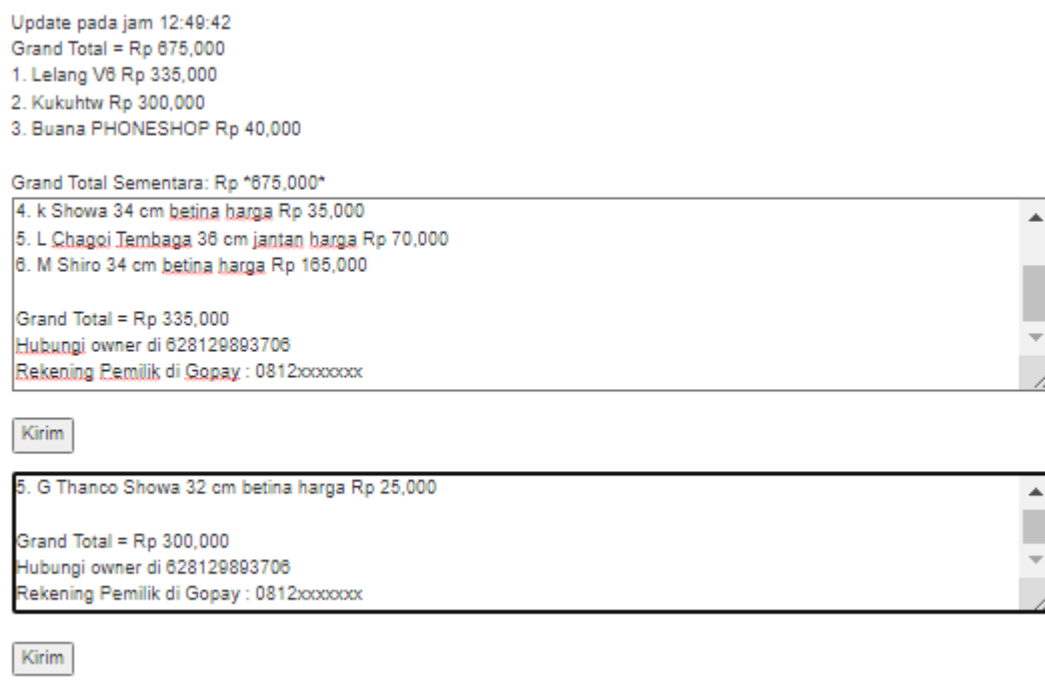 Update pada jam 12:49:42
Grand Total = Rp 675,000
1. Lelang V6 Rp 335,000
2. Kukuhtw Rp 300,000
3. Buana PHONESHOP Rp 40,000
Grand Total Sementara: Rp *675,000*
4. k Showa 34 cm betina harga Rp 35,000
5. L Chagoi Tembaga 36 cm jantan harga Rp 70,000
6. M Shiro 34 cm betina harga Rp 165,000
Grand Total = Rp 335,000
Hubungi owner di 628129893706
Rekening Pemilik di Gopay : 0812xxxxxxx
Kirim
5. G Thanco Showa 32 cm betina harga Rp 25,000
Grand Total = Rp 300,000
Hubungi owner di 628129893706
Rekening Pemilik di Gopay : 0812xxxxxxx
Kirim